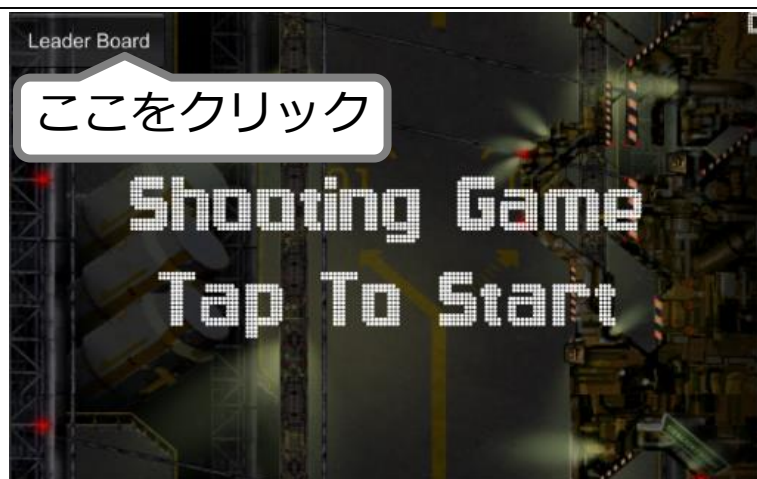 Leader Board
ここをクリック
Shooting Game
Tap To Start